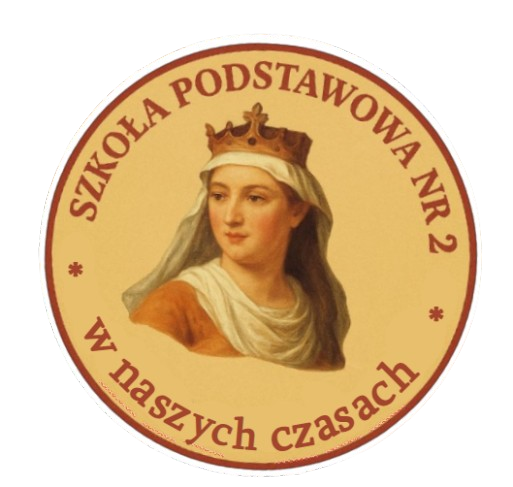 SZKOŁA PODSTAWOWA NR 2
* w naszych czasach *